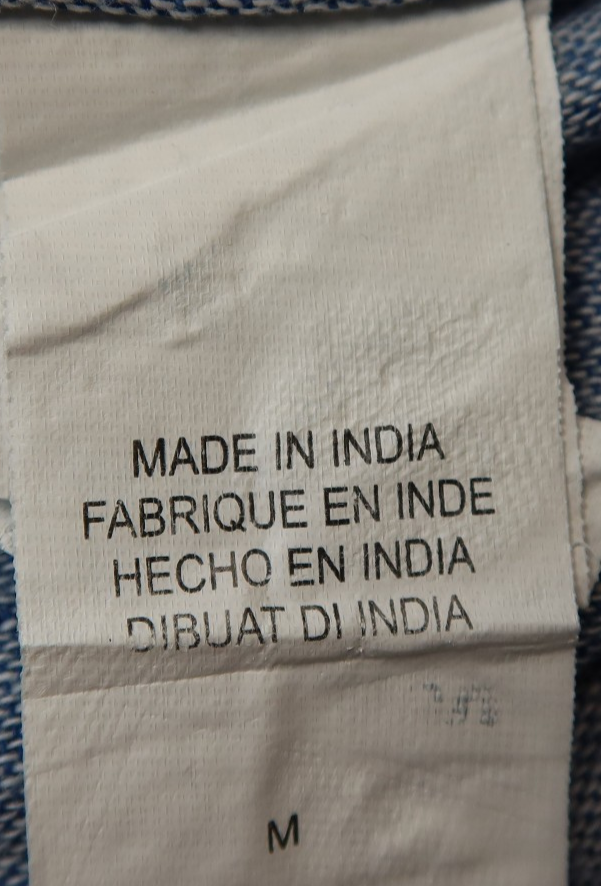 MADE IN INDIA
FABRIQUE EN INDE
HECHO EN INDIA
DIBUAT DI INDIA
M